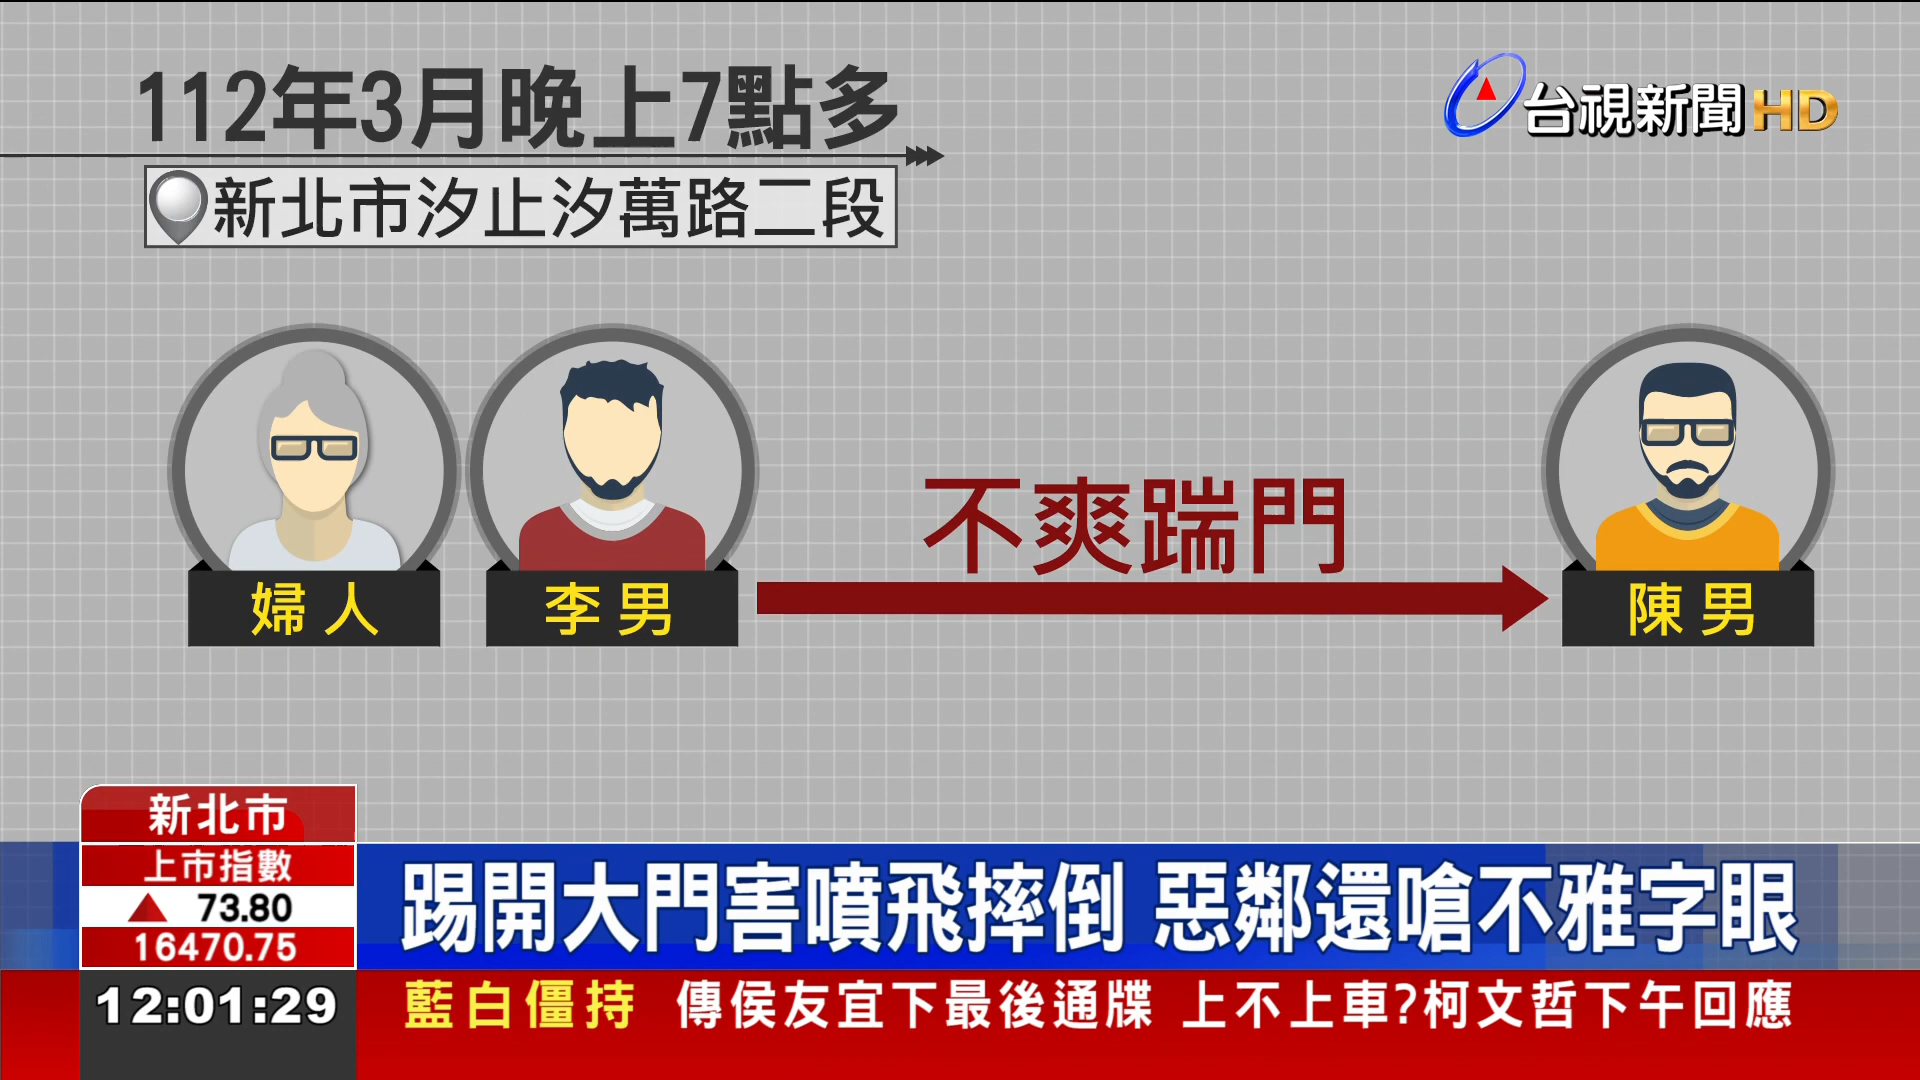 112年3月晚上7點多
台視新聞HD
新北市汐止汐萬路二段
不爽踹門
婦人
李男
陳男
新北市
上市指數
73.80
16470.75
12:01:29
踢開大門害噴飛摔倒 惡鄰還嗆不雅字眼
藍白僵持 傳侯友宜下最後通牒 上不上車?柯文哲下午回應